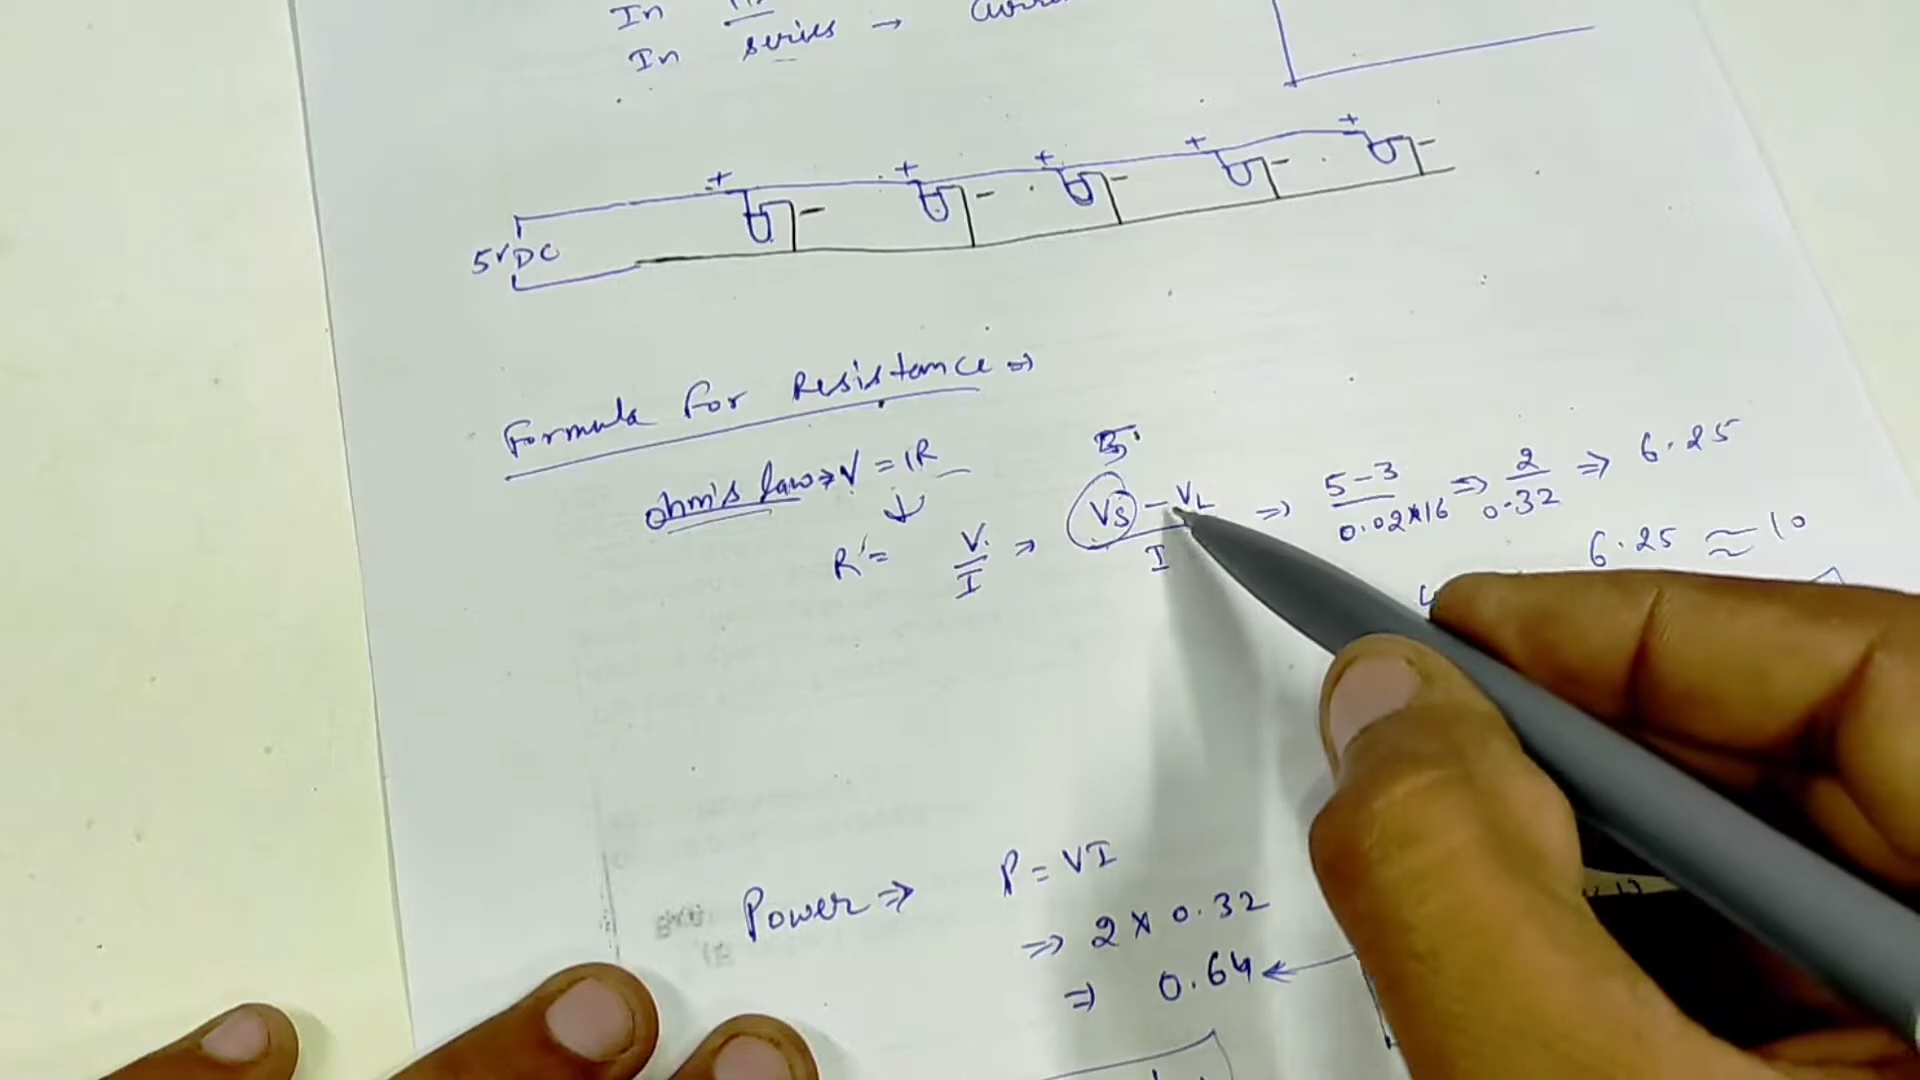 In
In series →
+ + + + +
- - - - -
5V DC
Formula for Resistance ⇒
ohm's law ⇒ V = IR
↓
R = V/I ⇒ (VS - VL)/I ⇒ (5-3)/(0.02×16) ⇒ 2/0.32 ⇒ 6.25
5
6.25 ≈ 10
Power ⇒ P = VI
⇒ 2 × 0.32
⇒ 0.64 ←